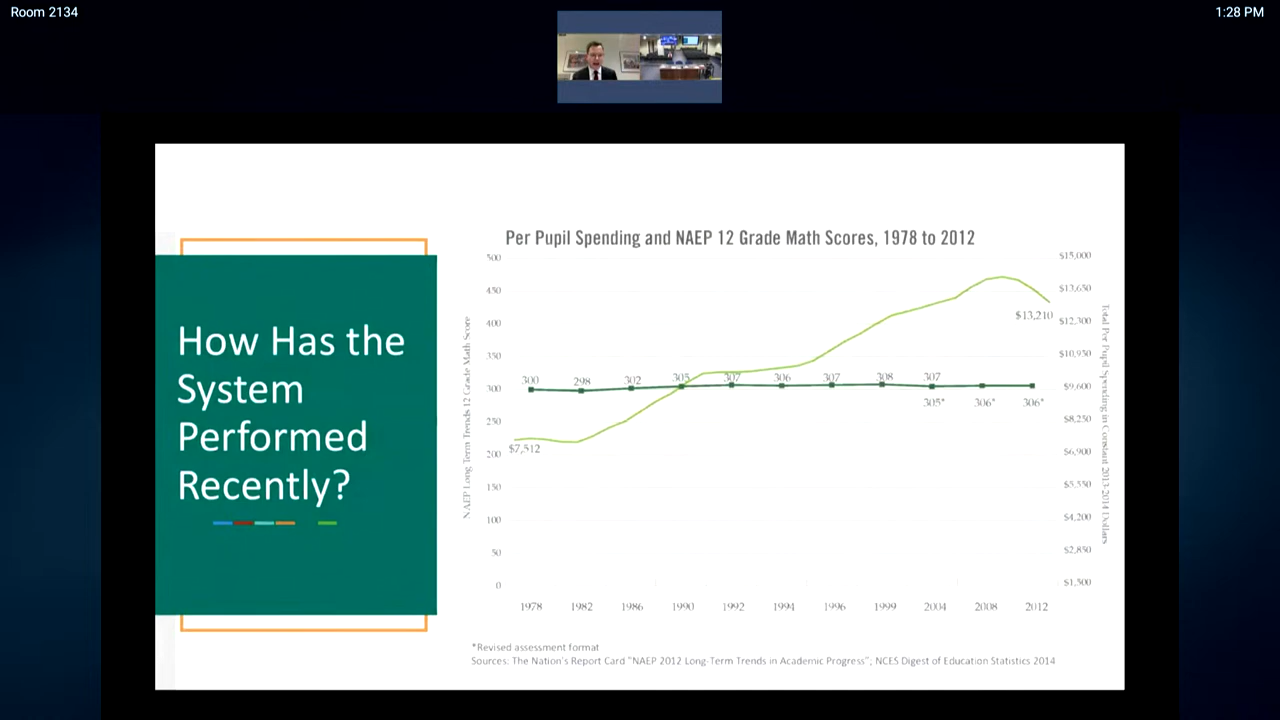 Room 2134
1:28 PM
How Has the
System
Performed
Recently?
Per Pupil Spending and NAEP 12 Grade Math Scores, 1978 to 2012
NAEP Long Term Trends 12 Grade Math Score
500
450
400
350
300
250
200
150
100
50
0
$15,000
$13,650
$12,300
$10,950
$9,600
$8,250
$6,900
$5,550
$4,200
$2,850
$1,500
Total Per Pupil Spending in Constant 2013-2014 Dollars
300 298 302 305 307 306 307 308 307
305* 306* 306*
$7,512
$13,210
1978 1982 1986 1990 1992 1994 1996 1999 2004 2008 2012
*Revised assessment format
Sources: The Nation's Report Card "NAEP 2012 Long-Term Trends in Academic Progress"; NCES Digest of Education Statistics 2014